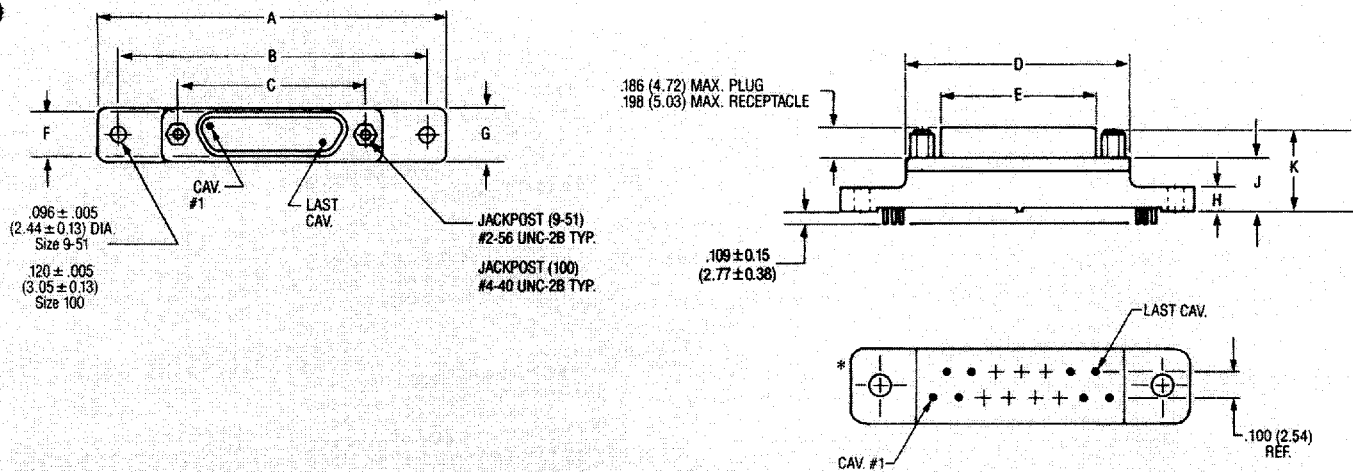 A
B
C
F
G
CAV.
#1
LAST
CAV.
.096 ± .005
(2.44 ± 0.13) DIA.
Size 9-51
.120 ± .005
(3.05 ± 0.13)
Size 100
JACKPOST (9-51)
#2-56 UNC-2B TYP.
JACKPOST (100)
#4-40 UNC-2B TYP.
D
.186 (4.72) MAX. PLUG
.198 (5.03) MAX. RECEPTACLE
E
K
J
H
.109 ± 0.15
(2.77 ± 0.38)
LAST CAV.
*
.100 (2.54)
REF.
CAV. #1